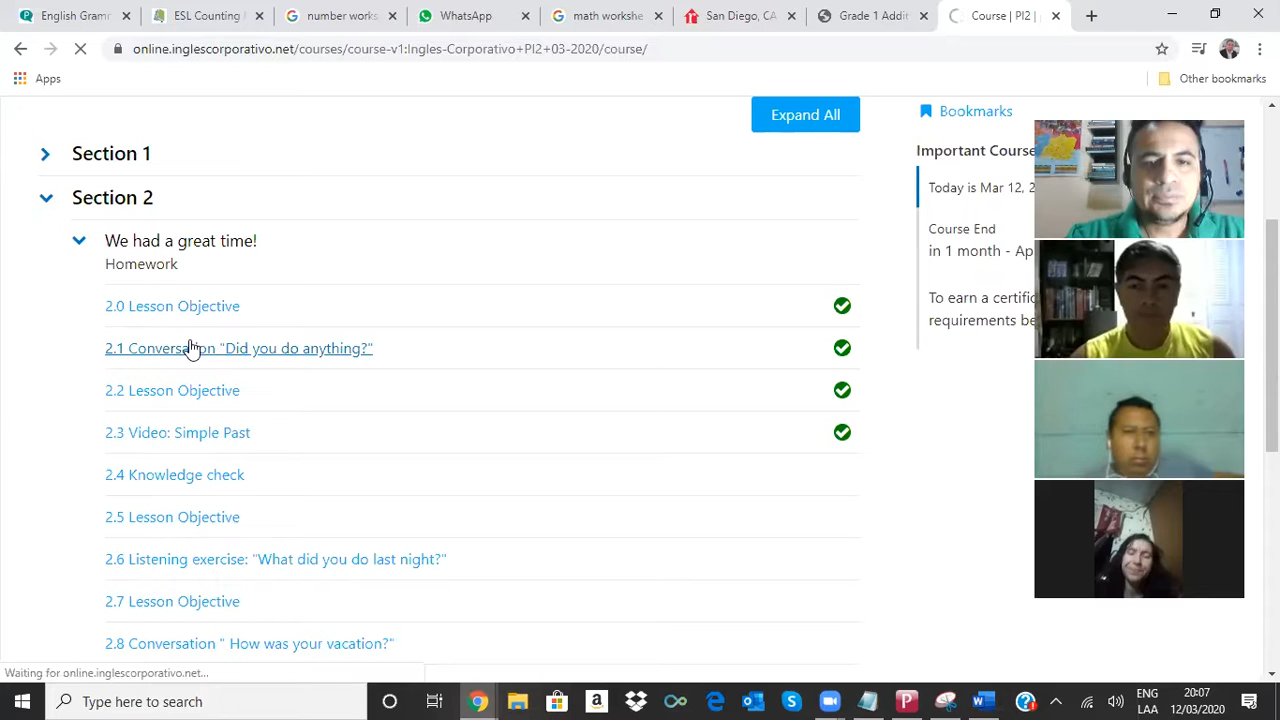 English Gramr
ESL Counting
number works
WhatsApp
math workshe
San Diego, CA
Grade 1 Addit
Course | PI2 |
online.inglescorporativo.net/courses/course-v1:Ingles-Corporativo+PI2+03-2020/course/
Apps
Other bookmarks
Expand All
Bookmarks
Section 1
Important Course
Today is Mar 12, 2
Section 2
Course End
in 1 month - Ap
We had a great time!
Homework
To earn a certific
requirements be
2.0 Lesson Objective
2.1 Conversation "Did you do anything?"
2.2 Lesson Objective
2.3 Video: Simple Past
2.4 Knowledge check
2.5 Lesson Objective
2.6 Listening exercise: "What did you do last night?"
2.7 Lesson Objective
2.8 Conversation " How was your vacation?"
Waiting for online.inglescorporativo.net...
Type here to search
ENG
LAA
20:07
12/03/2020